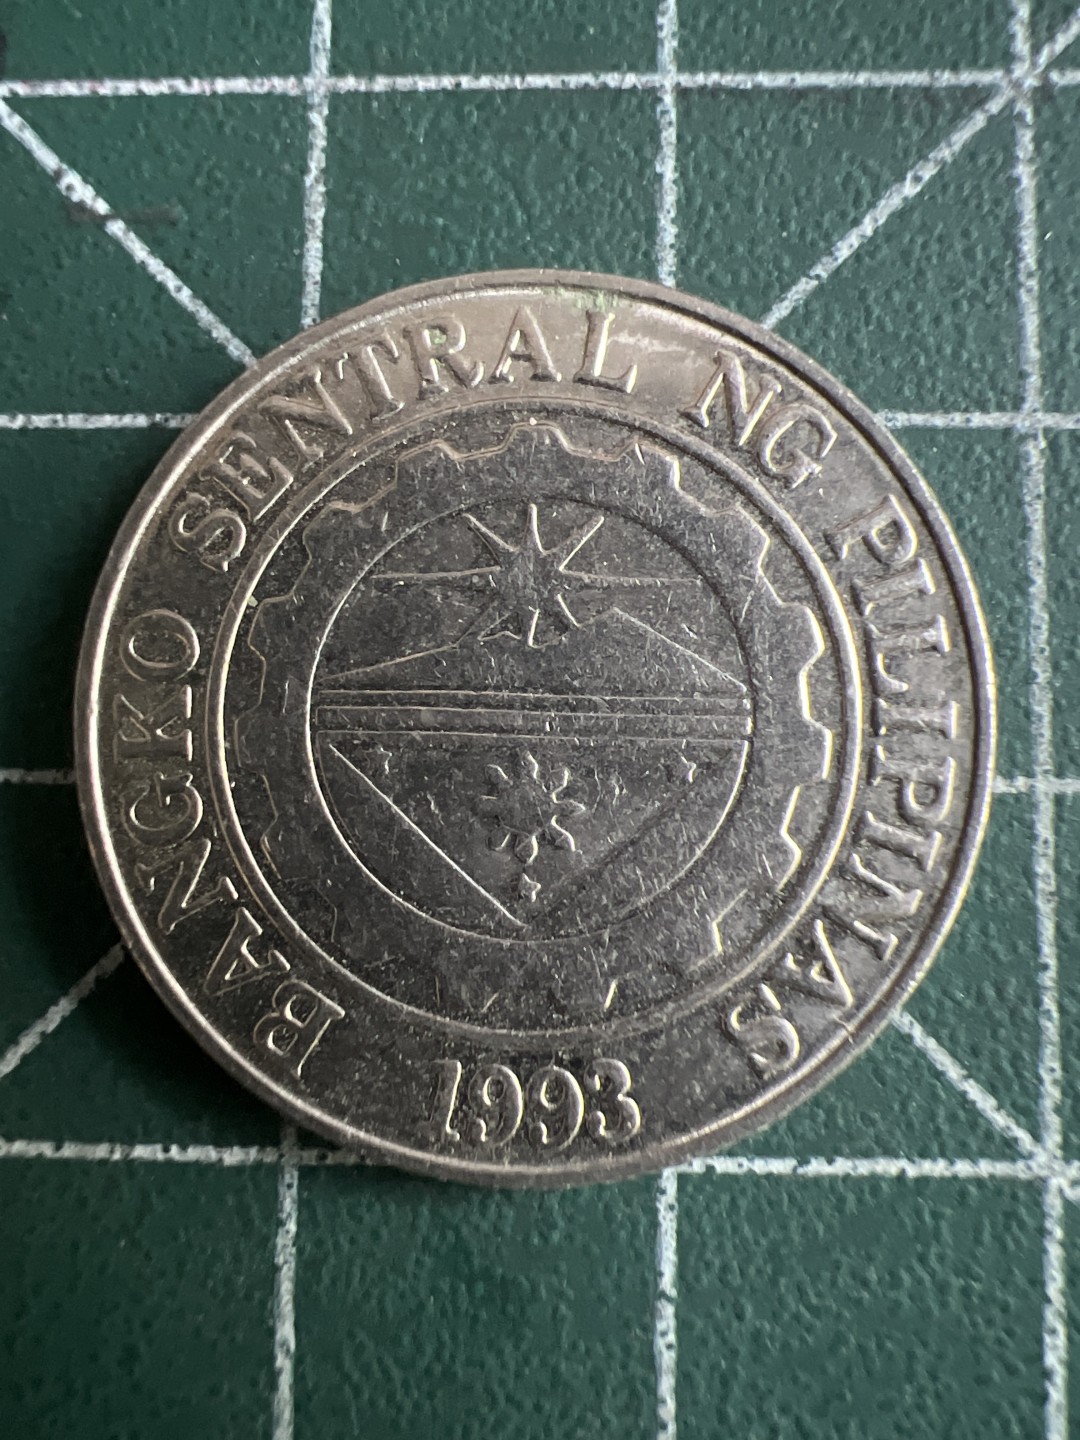 BANGKO SENTRAL NG PILIPINAS
1993